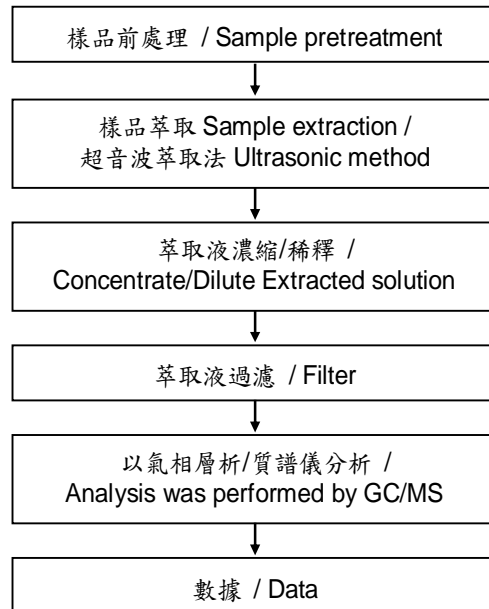 樣品前處理 / Sample pretreatment
樣品萃取 Sample extraction /
超音波萃取法 Ultrasonic method
萃取液濃縮/稀釋 /
Concentrate/Dilute Extracted solution
萃取液過濾 / Filter
以氣相層析/質譜儀分析 /
Analysis was performed by GC/MS
數據 / Data